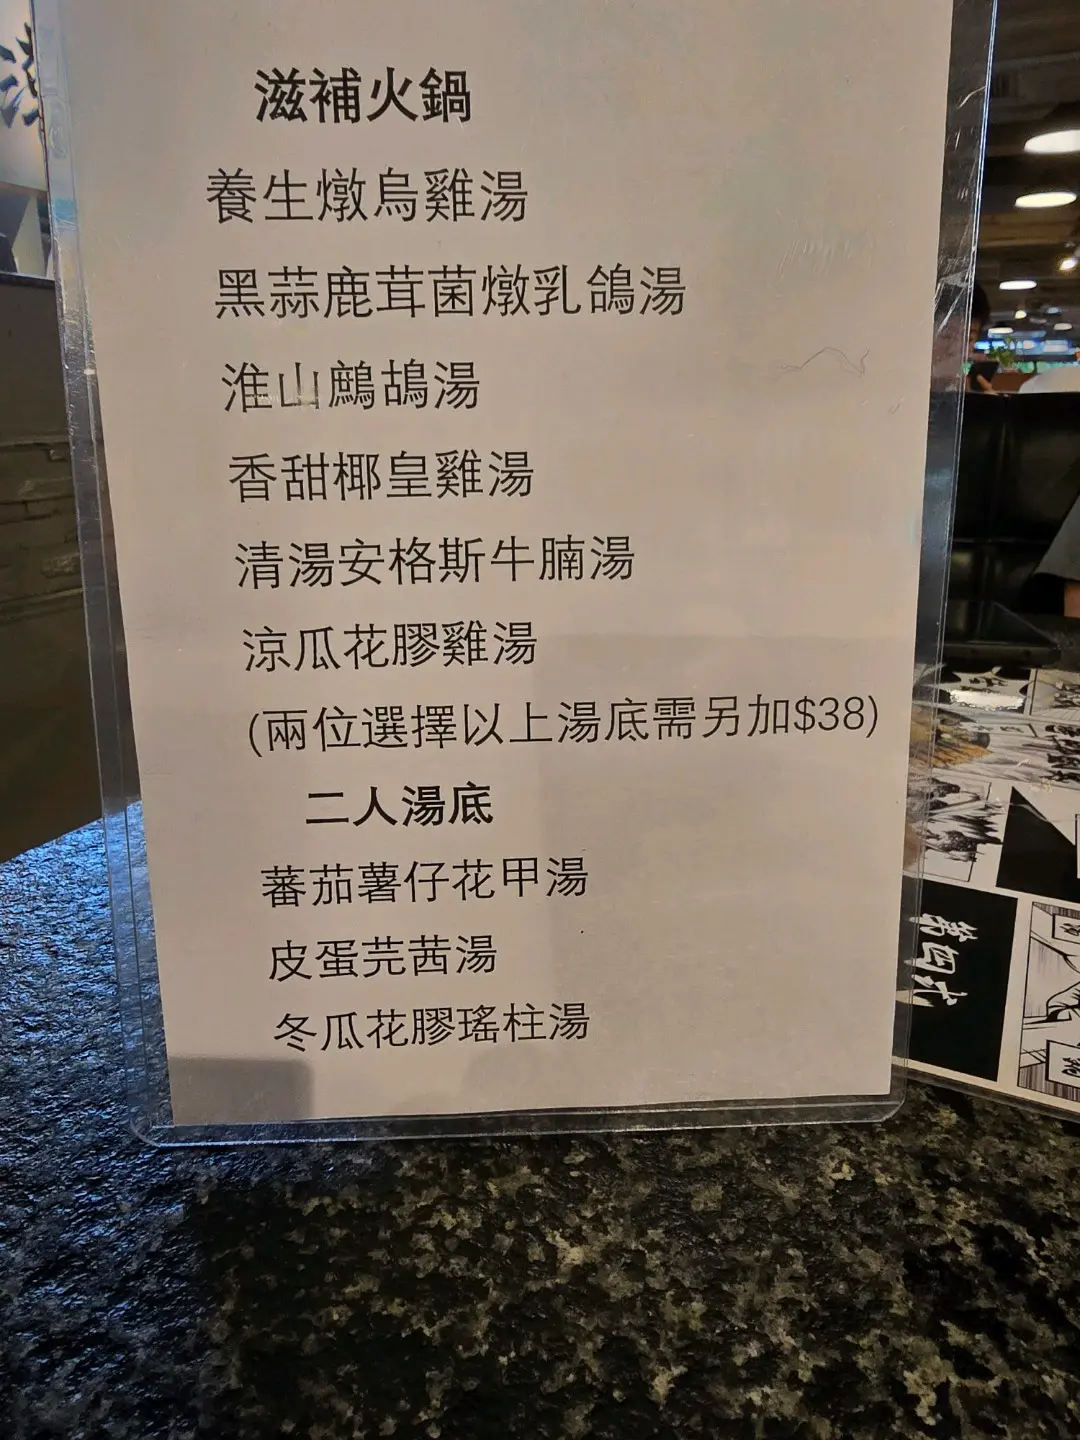 滋補火鍋
養生燉烏雞湯
黑蒜鹿茸菌燉乳鴿湯
淮山鷓鴣湯
香甜椰皇雞湯
清湯安格斯牛腩湯
涼瓜花膠雞湯
(兩位選擇以上湯底需另加$38)
二人湯底
蕃茄薯仔花甲湯
皮蛋芫茜湯
冬瓜花膠瑤柱湯
第四式